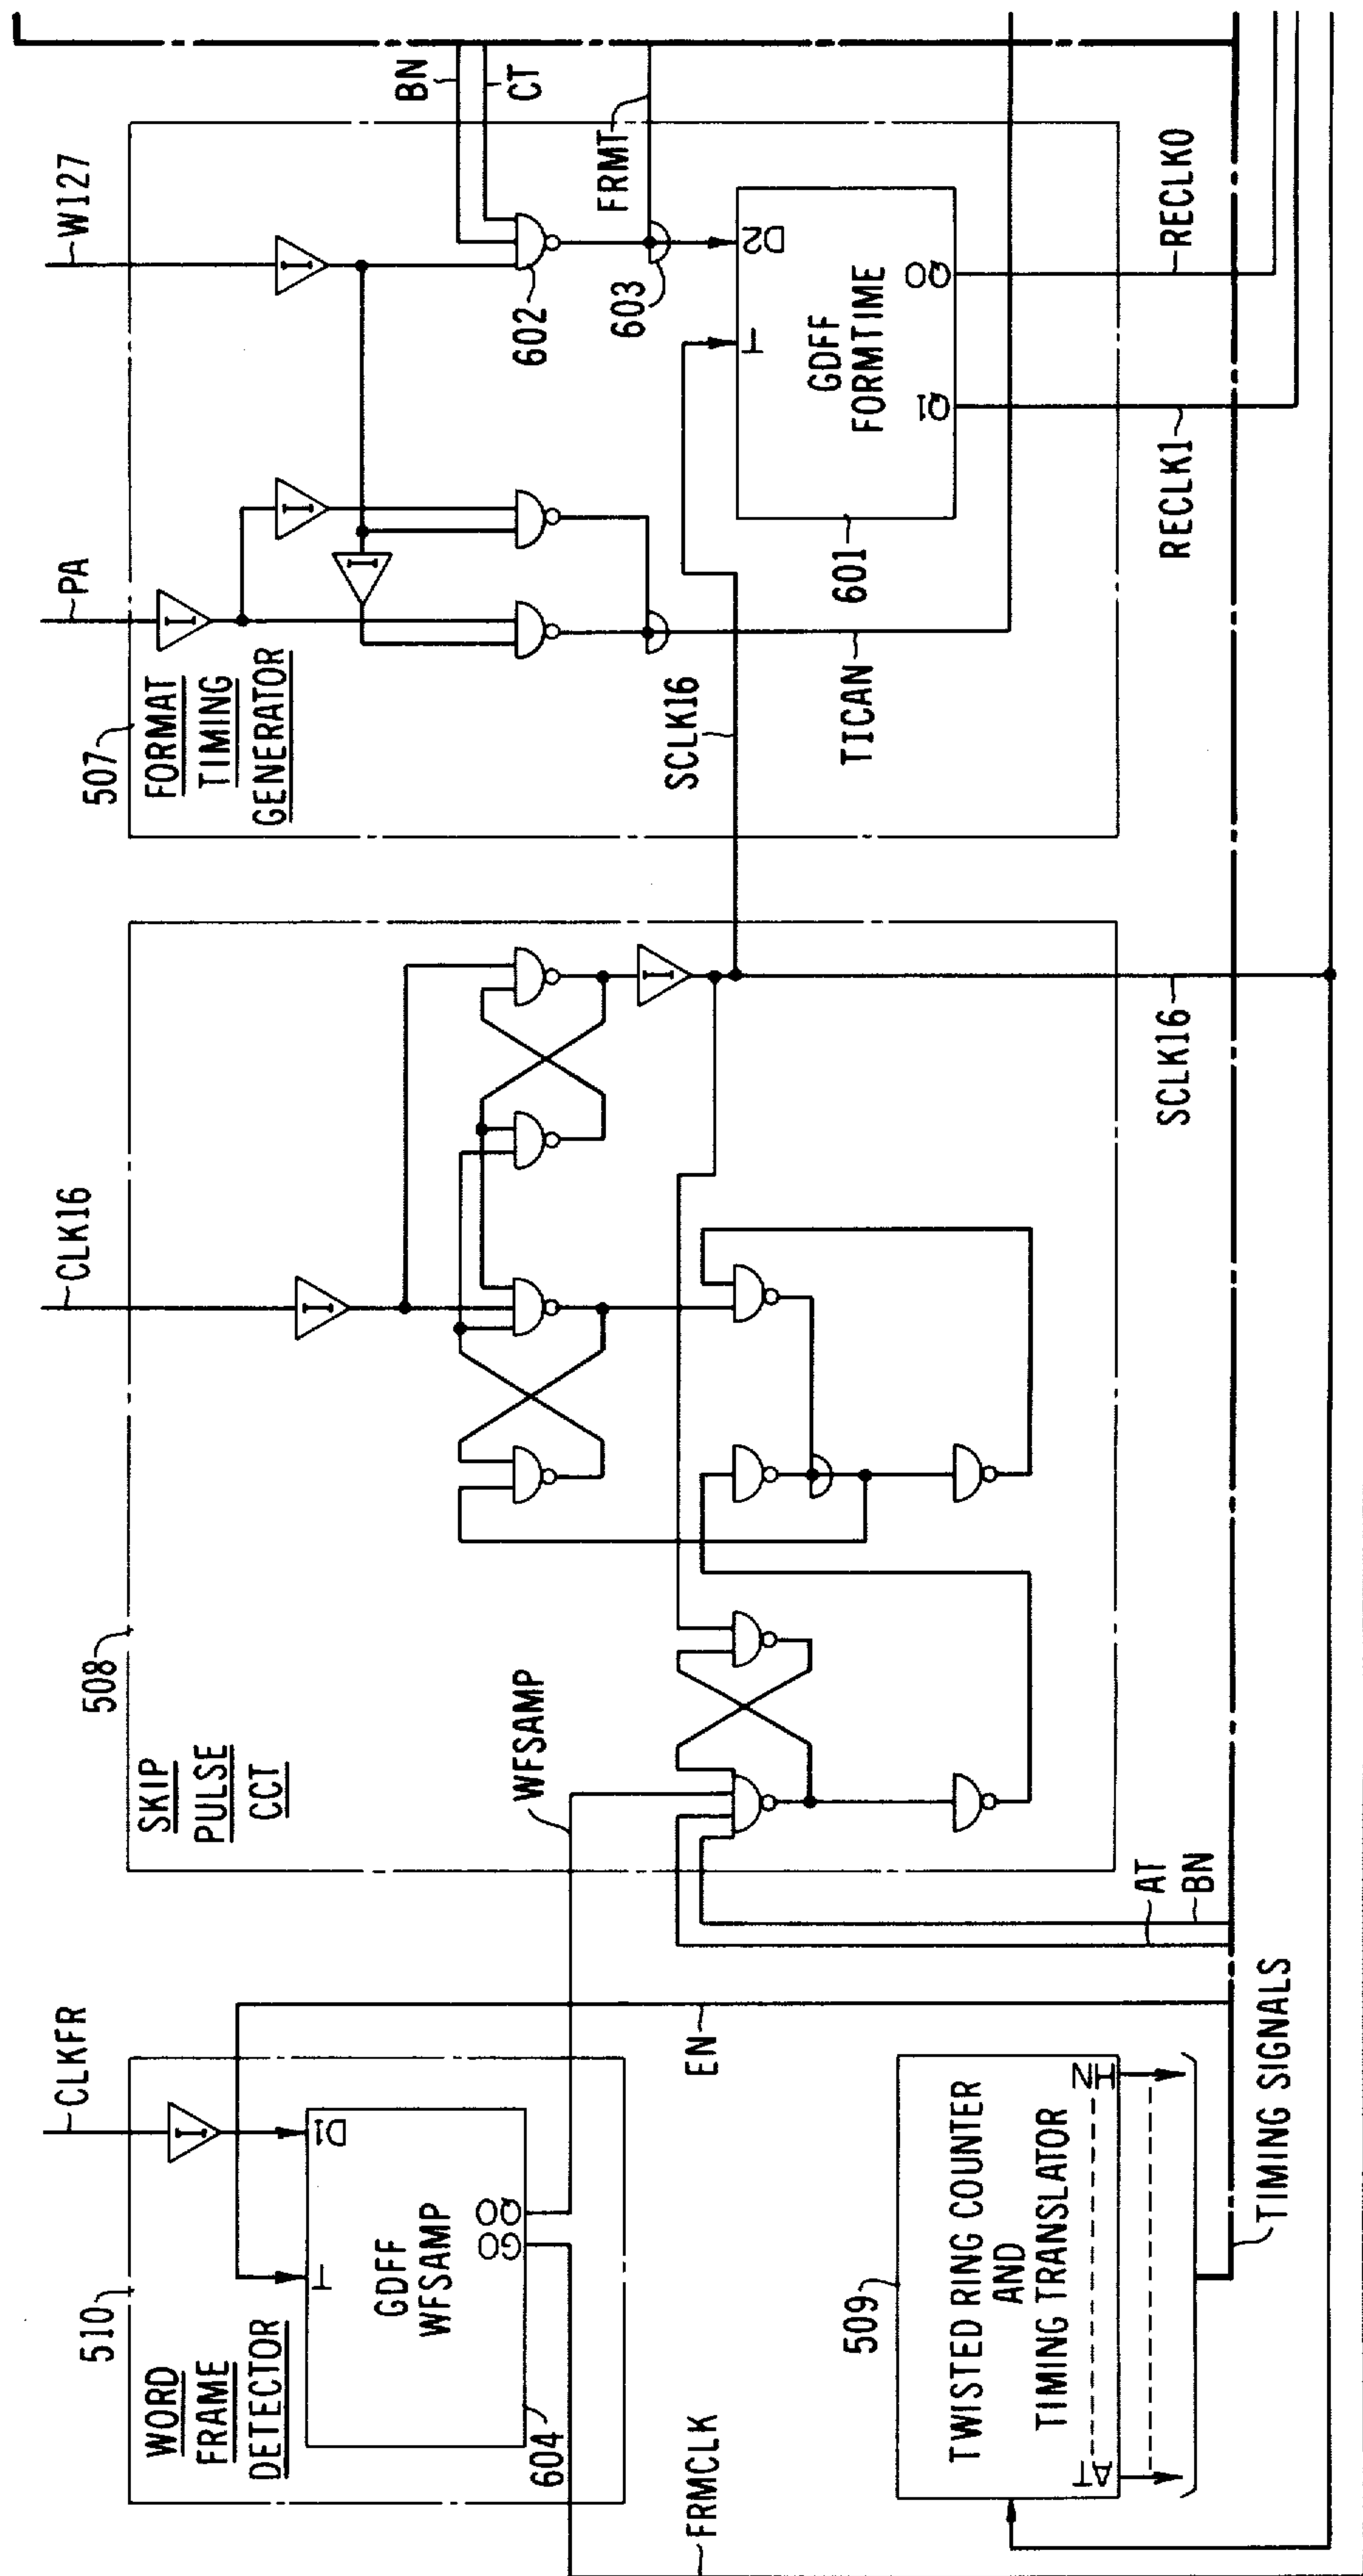 CLKFR
510
WORD
FRAME
DETECTOR
T
D1
GDFF
WFSAMP
G0
Q0
604
FRMCLK
EN
509
TWISTED RING COUNTER
AND
TIMING TRANSLATOR
AT
HN
TIMING SIGNALS
CLK16
508
SKIP
PULSE
CCT
I
I
I
WFSAMP
AT
BN
SCLK16
SCLK16
PA
W127
507
FORMAT
TIMING
GENERATOR
I
I
I
I
BN
CT
602
FRMT
603
T
D2
GDFF
FORMTIME
601
Q1
Q0
TICAN
RECLK1
RECLK0